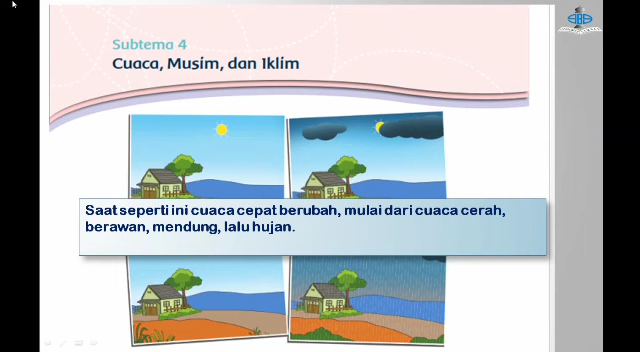 Subtema 4
Cuaca, Musim, dan Iklim
Saat seperti ini cuaca cepat berubah, mulai dari cuaca cerah,
berawan, mendung, lalu hujan.